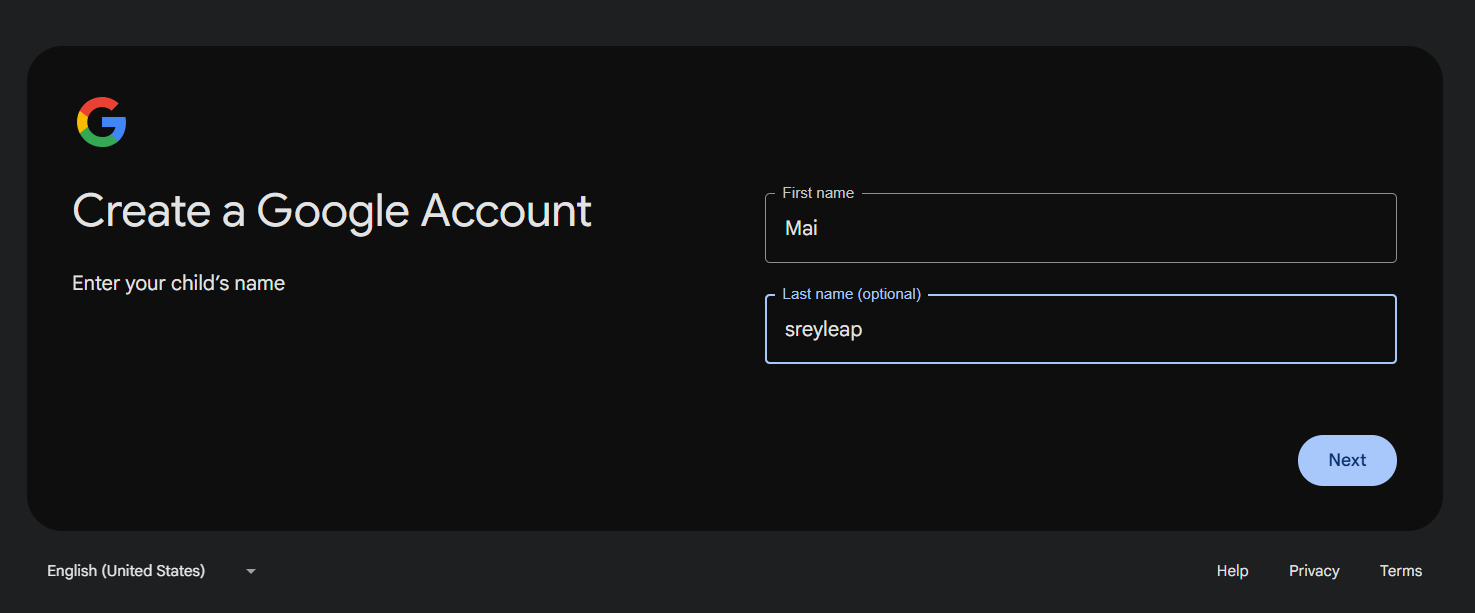 Create a Google Account
Enter your child’s name
First name
Mai
Last name (optional)
sreyleap
Next
English (United States)
Help
Privacy
Terms